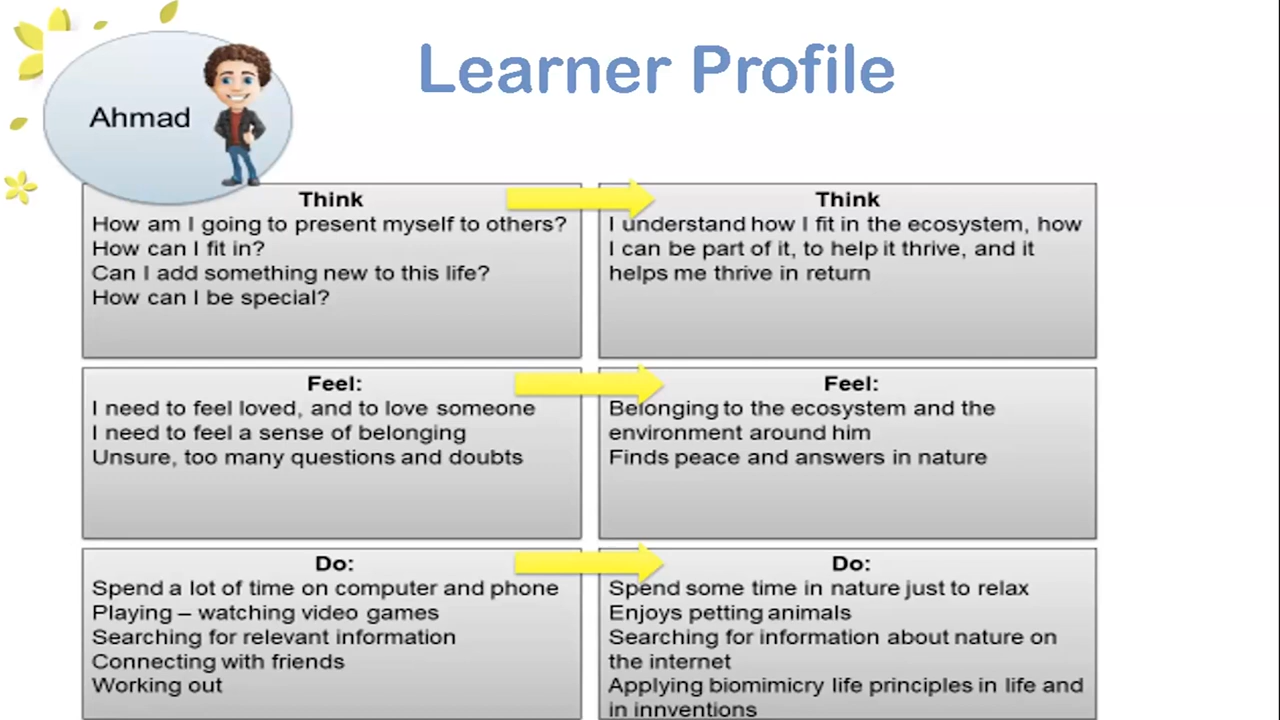 Learner Profile
Ahmad
Think
How am I going to present myself to others?
How can I fit in?
Can I add something new to this life?
How can I be special?
Think
I understand how I fit in the ecosystem, how
I can be part of it, to help it thrive, and it
helps me thrive in return
Feel:
I need to feel loved, and to love someone
I need to feel a sense of belonging
Unsure, too many questions and doubts
Feel:
Belonging to the ecosystem and the
environment around him
Finds peace and answers in nature
Do:
Spend a lot of time on computer and phone
Playing – watching video games
Searching for relevant information
Connecting with friends
Working out
Do:
Spend some time in nature just to relax
Enjoys petting animals
Searching for information about nature on
the internet
Applying biomimicry life principles in life and
in innventions